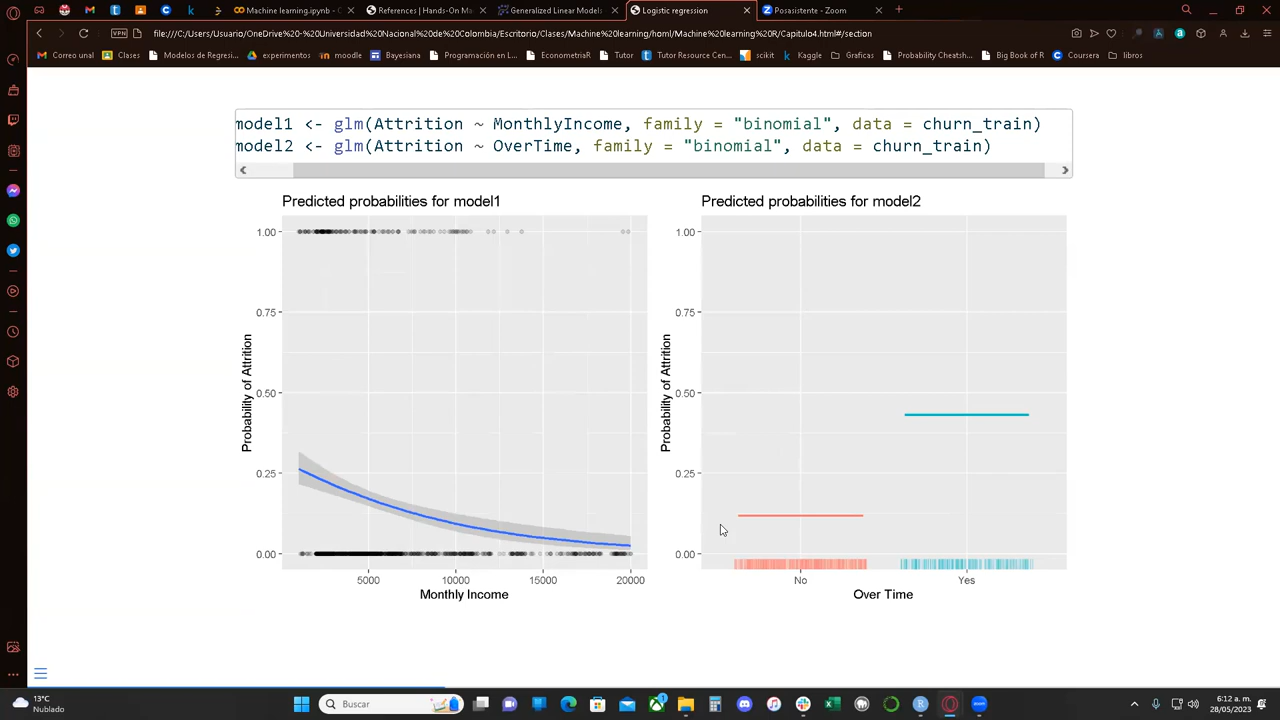 Machine learning.ipynb - C
References | Hands-On Ma
Generalized Linear Models
Logistic regression
Posasistente - Zoom
VPN
file:///C:/Users/Usuario/OneDrive%20-%20Universidad%20Nacional%20de%20Colombia/Escritorio/Clases/Machine%20learning/homl/Machine%20learning%20R/Capitulo4.html#/section
Correo unal
Clases
Modelos de Regresi...
experimentos
moodle
Bayesiana
Programación en I...
EconometriaR
Tutor
Tutor Resource Cen...
scikit
Kaggle
Graficas
Probability Cheatsh...
Big Book of R
Coursera
libros
model1 <- glm(Attrition ~ MonthlyIncome, family = "binomial", data = churn_train)
model2 <- glm(Attrition ~ OverTime, family = "binomial", data = churn_train)
Predicted probabilities for model1
1.00
0.75
0.50
0.25
0.00
Probability of Attrition
5000 10000 15000 20000
Monthly Income
Predicted probabilities for model2
1.00
0.75
0.50
0.25
0.00
Probability of Attrition
No Yes
Over Time
13°C
Nublado
Buscar
1
6:12 a. m.
28/05/2023